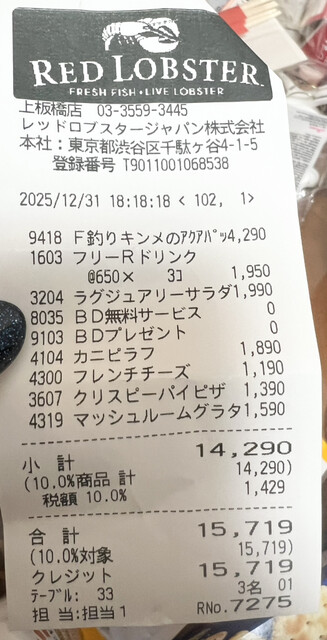 RED LOBSTER
FRESH FISH・LIVE LOBSTER
上板橋店 03-3559-3445
レッドロブスタージャパン株式会社
本社：東京都渋谷区千駄ヶ谷4-1-5
登録番号 T9011001068538
2025/12/31 18:18:18 < 102, 1>
9418 F釣りキンメのｱｸｱﾊﾟｯﾂ4,290
1603 フリーRドリンク
@650× 3ｺ 1,950
3204 ラグジュアリーサラダ1,990
8035 BD無料サービス 0
9103 BDプレゼント 0
4104 カニピラフ 1,890
4300 フレンチチーズ 1,190
3607 クリスピーパイピザ 1,390
4319 マッシュルームグラタ1,590
小 計 14,290
(10.0%商品 計 14,290)
税額 10.0% 1,429
合 計 15,719
(10.0%対象 15,719)
クレジット 15,719
ﾃｰﾌﾞﾙ: 33 3名 01
担 当:担当1 RNo.7275